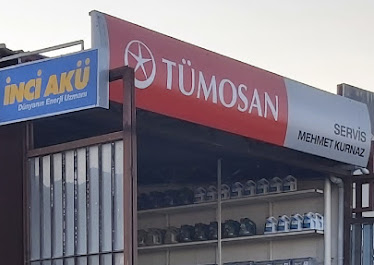 İNCİ AKÜ
Dünyanın Enerji Uzmanı
TÜMOSAN
SERVİS
MEHMET KURNAZ